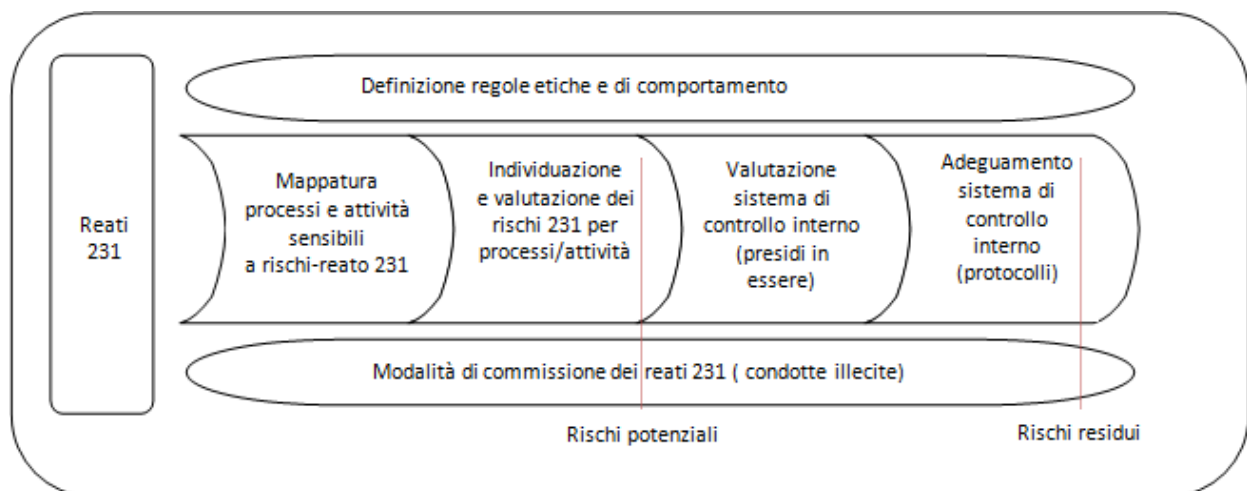 Definizione regole etiche e di comportamento
Reati
231
Mappatura
processi e attività
sensibili
a rischi-reato 231
Individuazione
e valutazione dei
rischi 231 per
processi/attività
Valutazione
sistema di
controllo interno
(presidi in
essere)
Adeguamento
sistema di
controllo
interno
(protocolli)
Modalità di commissione dei reati 231 ( condotte illecite)
Rischi potenziali
Rischi residui